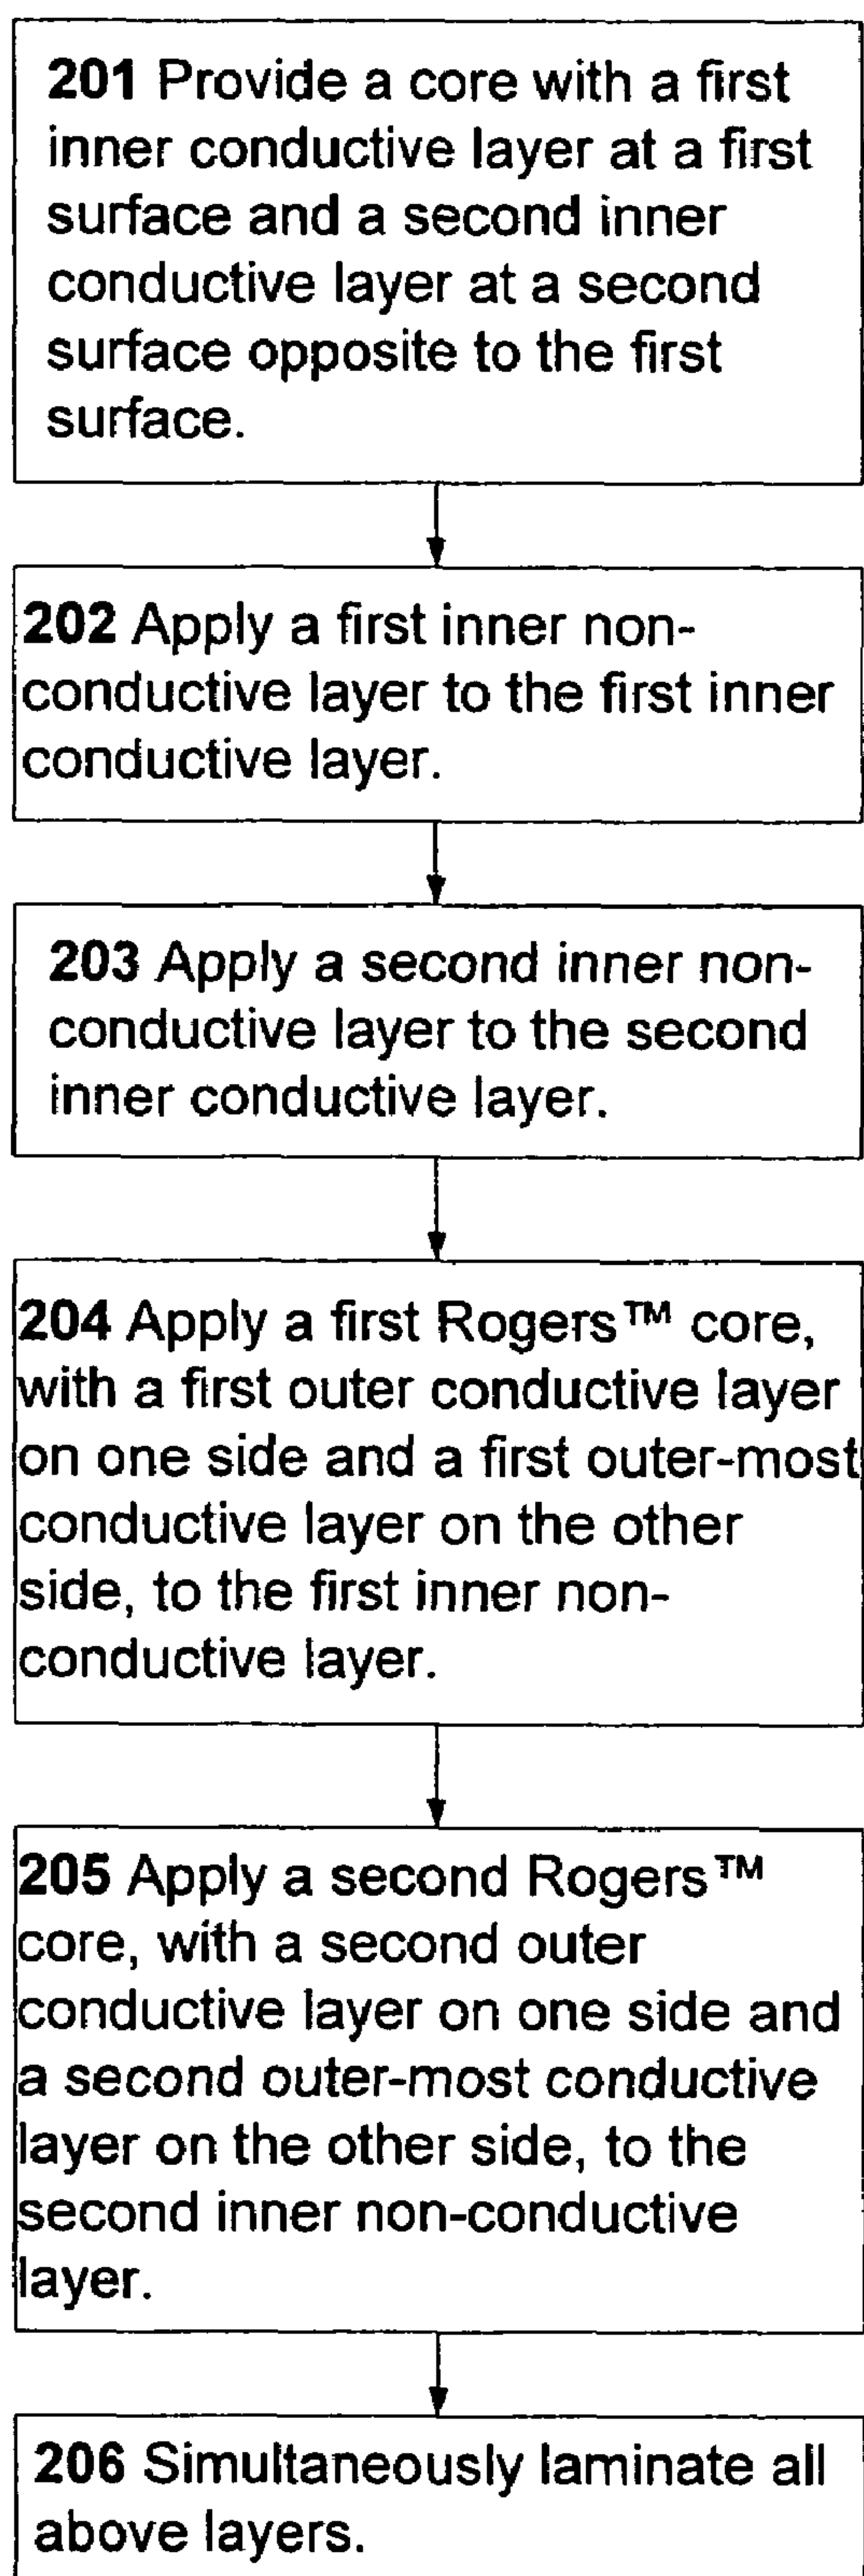 201 Provide a core with a first
inner conductive layer at a first
surface and a second inner
conductive layer at a second
surface opposite to the first
surface.
202 Apply a first inner non-
conductive layer to the first inner
conductive layer.
203 Apply a second inner non-
conductive layer to the second
inner conductive layer.
204 Apply a first Rogers™ core,
with a first outer conductive layer
on one side and a first outer-most
conductive layer on the other
side, to the first inner non-
conductive layer.
205 Apply a second Rogers™
core, with a second outer
conductive layer on one side and
a second outer-most conductive
layer on the other side, to the
second inner non-conductive
layer.
206 Simultaneously laminate all
above layers.